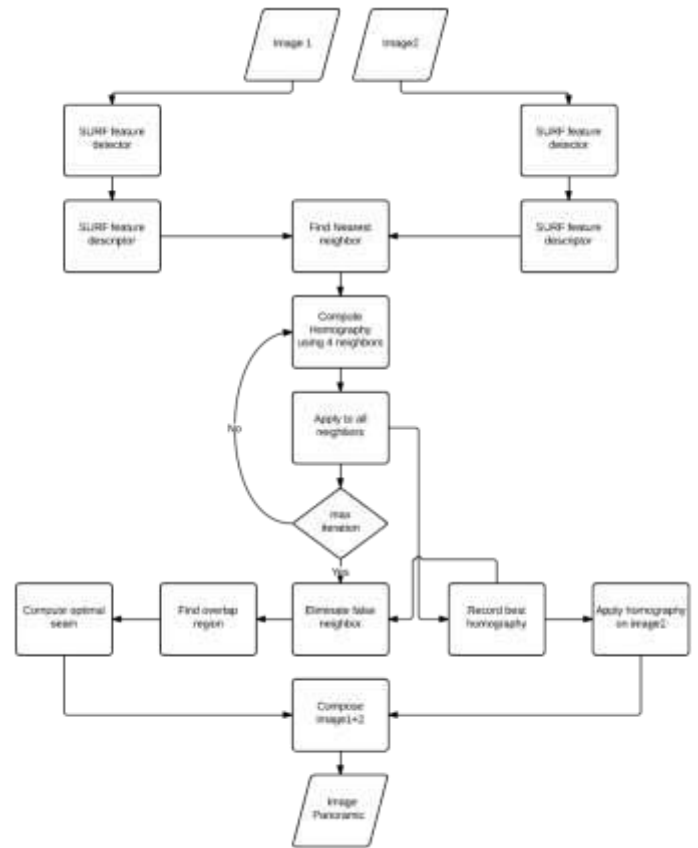 Image 1
Image2
SURF feature
detector
SURF feature
detector
SURF feature
descriptor
Find Nearest
neighbor
SURF feature
descriptor
Compute
Homography
using 4 neighbors
Apply to all
neighbors
No
max
iteration
Yes
Compute optimal
seam
Find overlap
region
Eliminate false
neighbor
Record best
homography
Apply homography
on image2
Compose
image1+2
Image
Panoramic